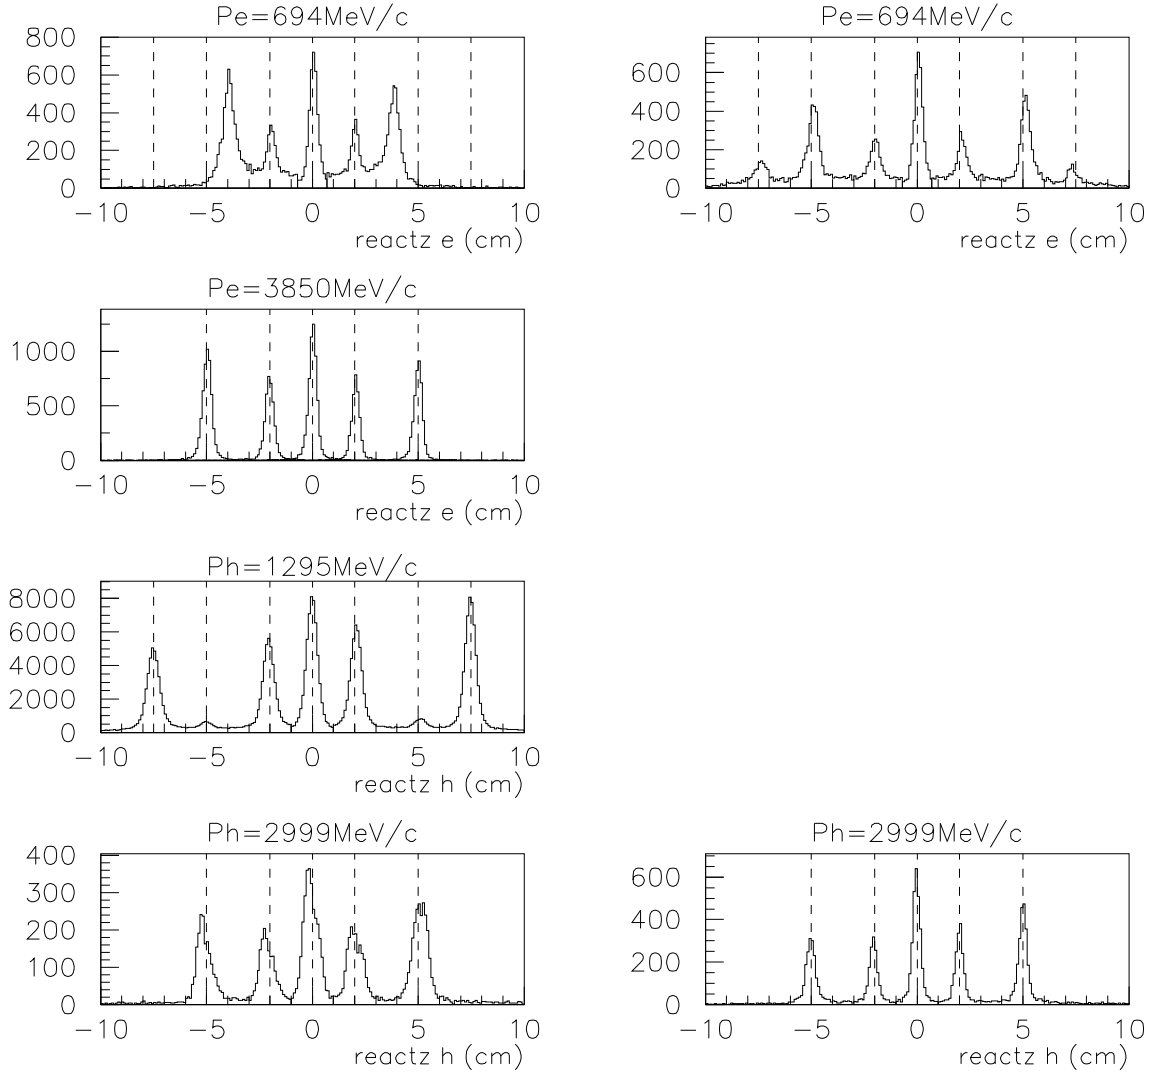 Pe=694MeV/c
800
600
400
200
0
−10 −5 0 5 10
reactz e (cm)
Pe=694MeV/c
600
400
200
0
−10 −5 0 5 10
reactz e (cm)
Pe=3850MeV/c
1000
500
0
−10 −5 0 5 10
reactz e (cm)
Ph=1295MeV/c
8000
6000
4000
2000
0
−10 −5 0 5 10
reactz h (cm)
Ph=2999MeV/c
400
300
200
100
0
−10 −5 0 5 10
reactz h (cm)
Ph=2999MeV/c
600
400
200
0
−10 −5 0 5 10
reactz h (cm)